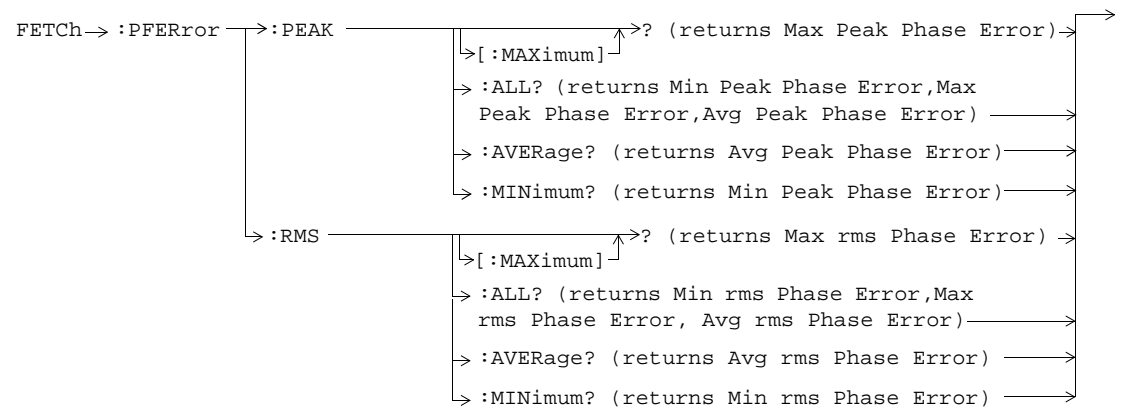 FETCh :PFERror :PEAK ? (returns Max Peak Phase Error)
[:MAXimum]
:ALL? (returns Min Peak Phase Error,Max
Peak Phase Error,Avg Peak Phase Error)
:AVERage? (returns Avg Peak Phase Error)
:MINimum? (returns Min Peak Phase Error)
:RMS ? (returns Max rms Phase Error)
[:MAXimum]
:ALL? (returns Min rms Phase Error,Max
rms Phase Error, Avg rms Phase Error)
:AVERage? (returns Avg rms Phase Error)
:MINimum? (returns Min rms Phase Error)